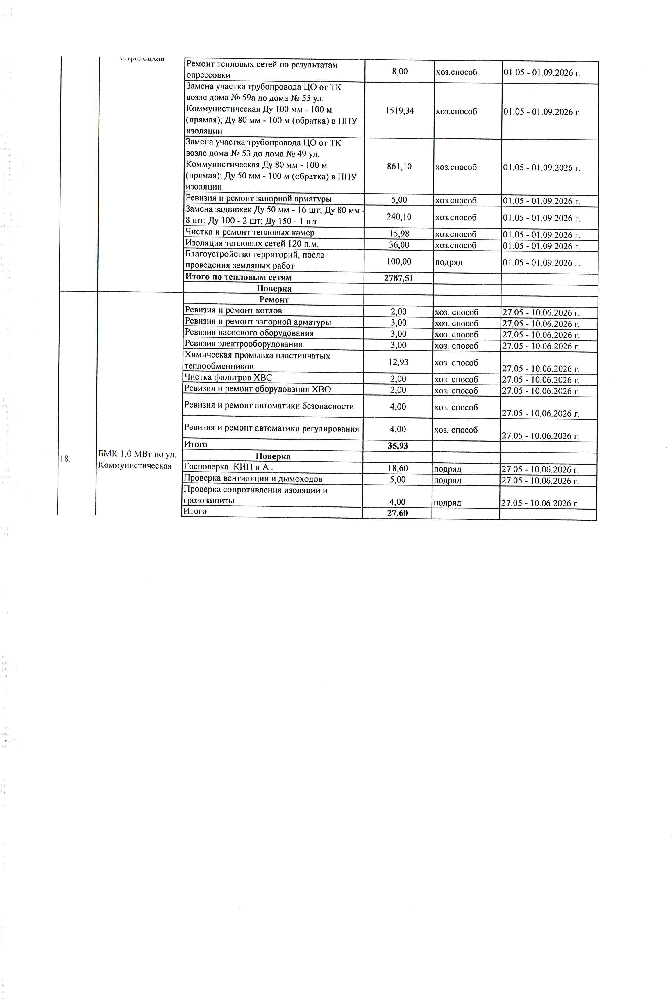 Стрелецкая
Ремонт тепловых сетей по результатам
опрессовки 8,00 хоз.способ 01.05 - 01.09.2026 г.
Замена участка трубопровода ЦО от ТК
возле дома № 59а до дома № 55 ул.
Коммунистическая Ду 100 мм - 100 м 1519,34 хоз.способ 01.05 - 01.09.2026 г.
(прямая); Ду 80 мм - 100 м (обратка) в ППУ
изоляции
Замена участка трубопровода ЦО от ТК
возле дома № 53 до дома № 49 ул.
Коммунистическая Ду 80 мм - 100 м 861,10 хоз.способ 01.05 - 01.09.2026 г.
(прямая); Ду 50 мм - 100 м (обратка) в ППУ
изоляции
Ревизия и ремонт запорной арматуры 5,00 хоз.способ 01.05 - 01.09.2026 г.
Замена задвижек Ду 50 мм - 16 шт; Ду 80 мм -
8 шт; Ду 100 - 2 шт; Ду 150 - 1 шт 240,10 хоз.способ 01.05 - 01.09.2026 г.
Чистка и ремонт тепловых камер 15,98 хоз.способ 01.05 - 01.09.2026 г.
Изоляция тепловых сетей 120 п.м. 36,00 хоз.способ 01.05 - 01.09.2026 г.
Благоустройство территорий, после
проведения земляных работ 100,00 подряд 01.05 - 01.09.2026 г.
Итого по тепловым сетям 2787,51
Поверка
Ремонт
Ревизия и ремонт котлов 2,00 хоз. способ 27.05 - 10.06.2026 г.
Ревизия и ремонт запорной арматуры 3,00 хоз. способ 27.05 - 10.06.2026 г.
Ревизия насосного оборудования 3,00 хоз. способ 27.05 - 10.06.2026 г.
Ревизия электрооборудования. 3,00 хоз. способ 27.05 - 10.06.2026 г.
Химическая промывка пластинчатых
теплообменников. 12,93 хоз. способ 27.05 - 10.06.2026 г.
Чистка фильтров ХВС 2,00 хоз. способ 27.05 - 10.06.2026 г.
Ревизия и ремонт оборудования ХВО 2,00 хоз. способ 27.05 - 10.06.2026 г.
Ревизия и ремонт автоматики безопасности. 4,00 хоз. способ 27.05 - 10.06.2026 г.
Ревизия и ремонт автоматики регулирования 4,00 хоз. способ 27.05 - 10.06.2026 г.
Итого 35,93
18. БМК 1,0 МВт по ул.
Коммунистическая
Поверка
Госповерка КИП и А . 18,60 подряд 27.05 - 10.06.2026 г.
Проверка вентиляции и дымоходов 5,00 подряд 27.05 - 10.06.2026 г.
Проверка сопротивления изоляции и
грозозащиты 4,00 подряд 27.05 - 10.06.2026 г.
Итого 27,60